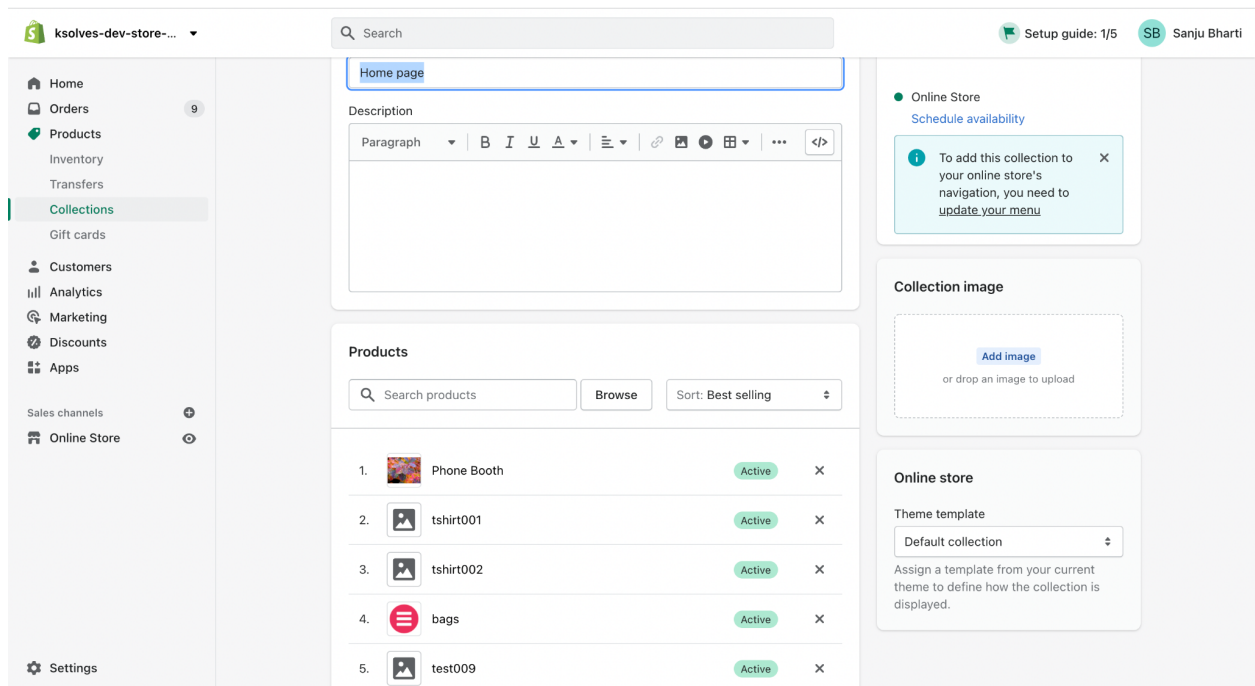 ksolves-dev-store-...
Search
Setup guide: 1/5
SB
Sanju Bharti
Home
Orders
9
Products
Inventory
Transfers
Collections
Gift cards
Customers
Analytics
Marketing
Discounts
Apps
Sales channels
Online Store
Settings
Home page
Description
Paragraph
B I U A
</>
Products
Search products
Browse
Sort: Best selling
1. Phone Booth Active
2. tshirt001 Active
3. tshirt002 Active
4. bags Active
5. test009 Active
Online Store
Schedule availability
To add this collection to
your online store's
navigation, you need to
update your menu
Collection image
Add image
or drop an image to upload
Online store
Theme template
Default collection
Assign a template from your current
theme to define how the collection is
displayed.